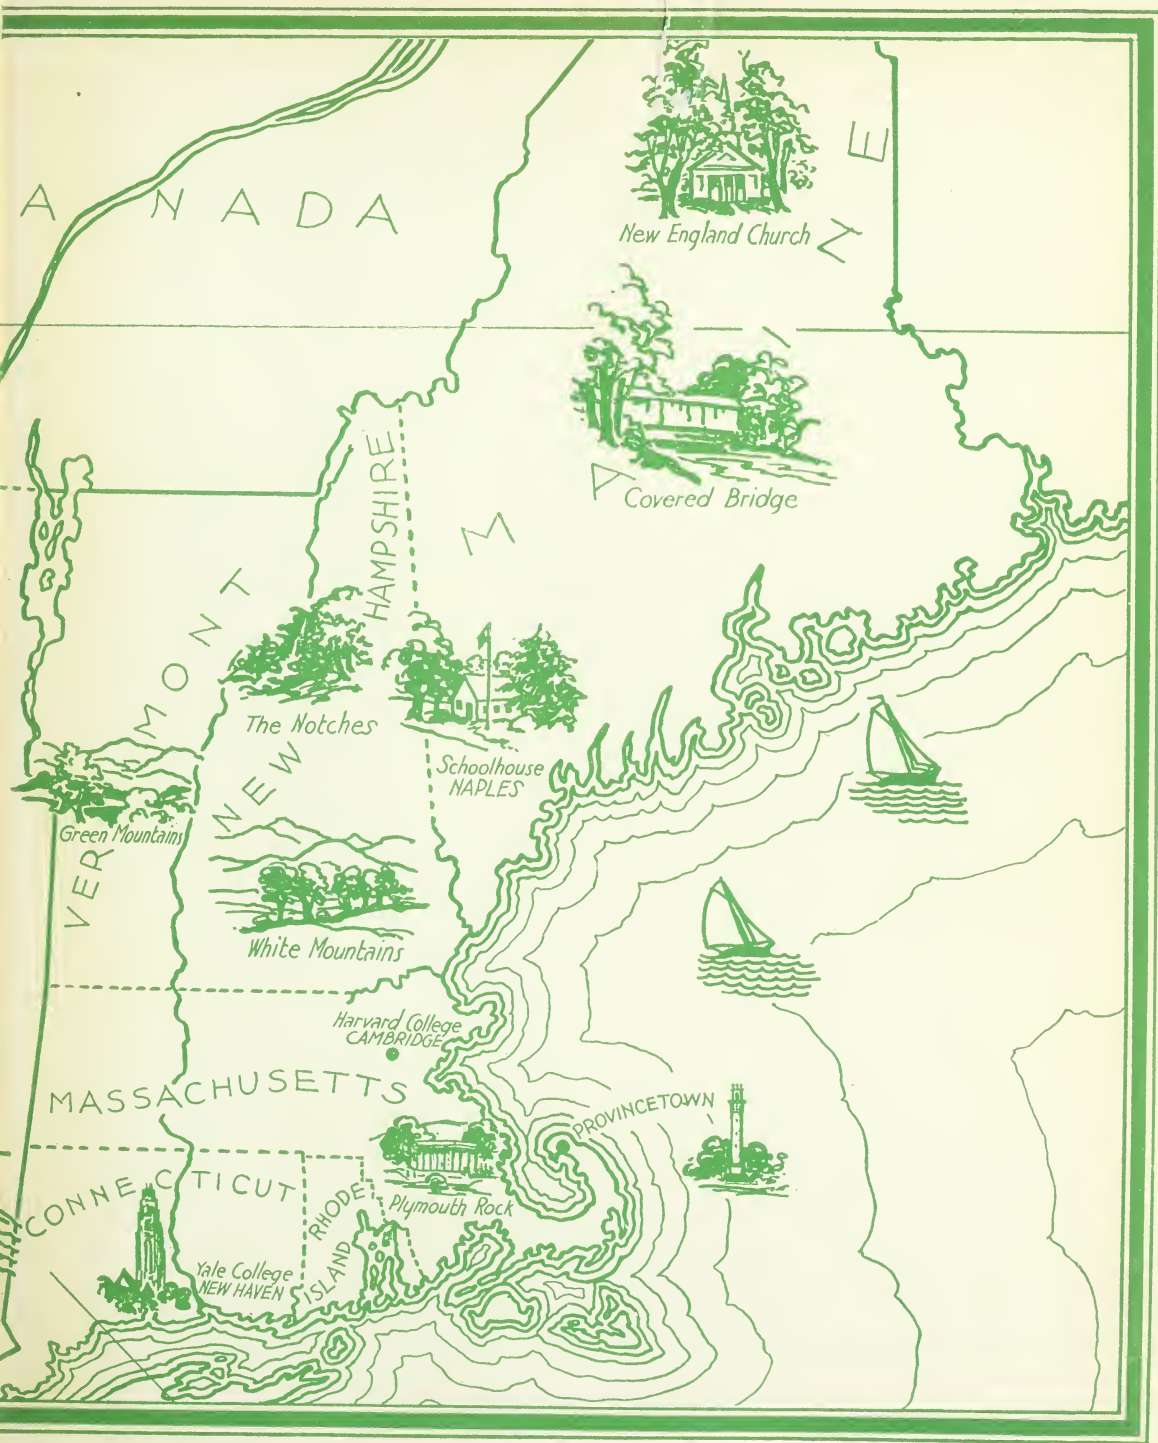 ANADA
MAINE
New England Church
Covered Bridge
VERMONT
NEW HAMPSHIRE
The Notches
Schoolhouse
NAPLES
Green Mountains
White Mountains
Harvard College
CAMBRIDGE
MASSACHUSETTS
PROVINCETOWN
Plymouth Rock
CONNECTICUT
RHODE
ISLAND
Yale College
NEW HAVEN